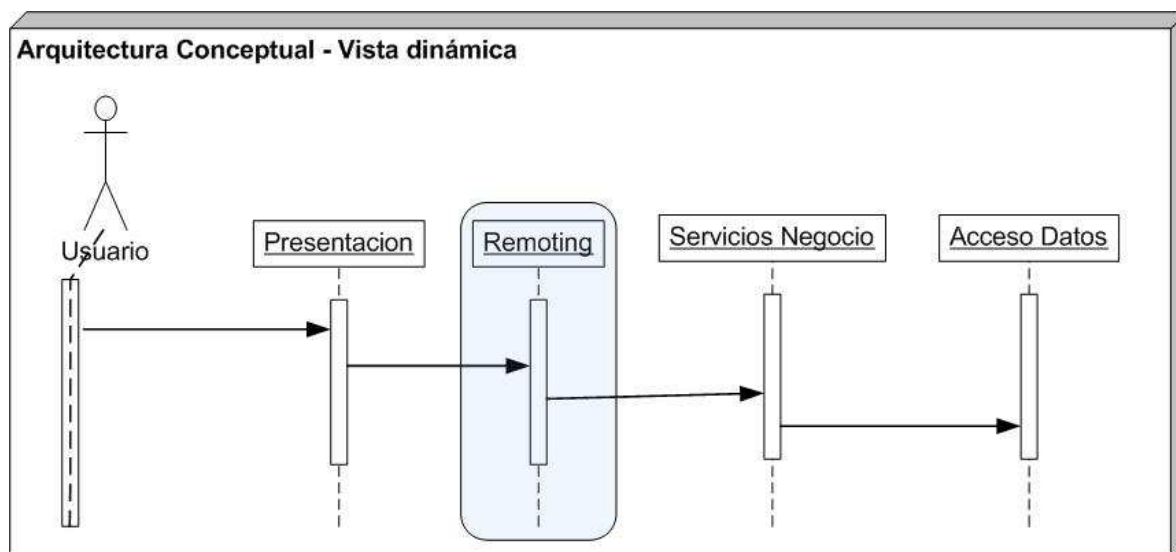 Arquitectura Conceptual - Vista dinámica
Usuario
Presentacion
Remoting
Servicios Negocio
Acceso Datos